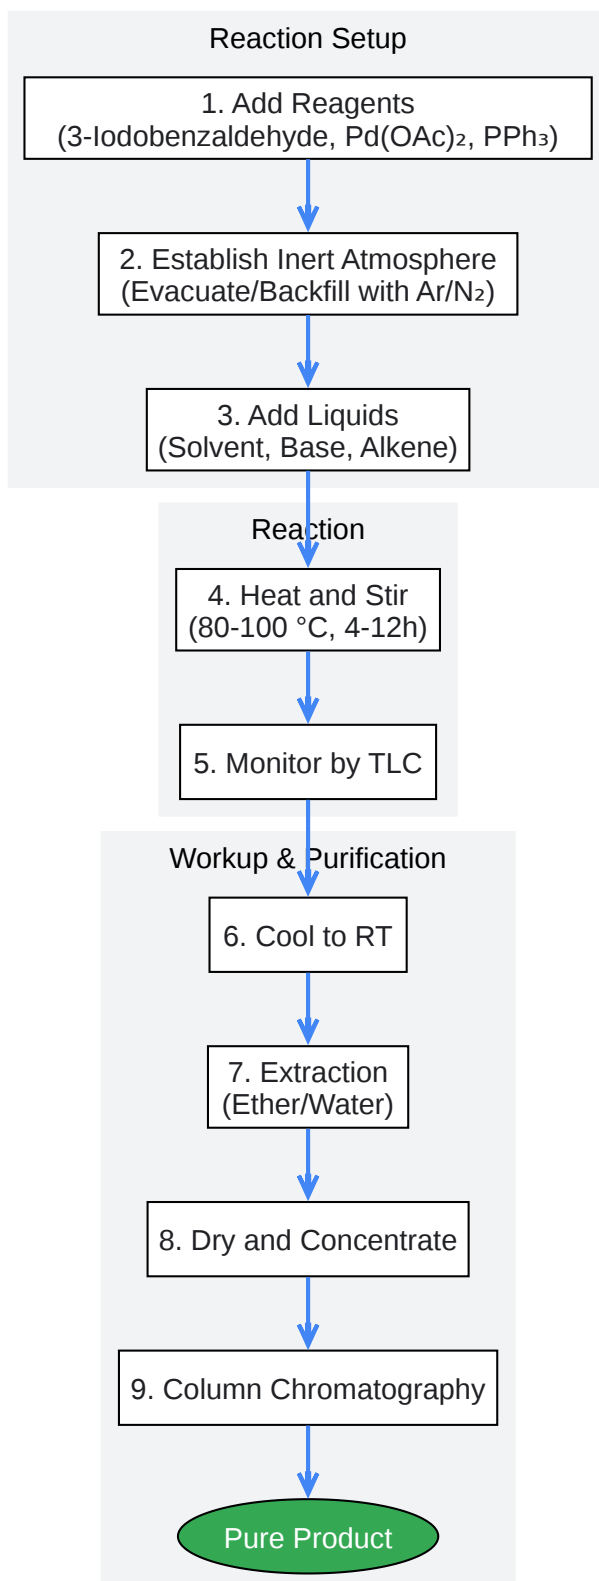 Reaction Setup
1. Add Reagents
(3-Iodobenzaldehyde, Pd(OAc)₂, PPh₃)
2. Establish Inert Atmosphere
(Evacuate/Backfill with Ar/N₂)
3. Add Liquids
(Solvent, Base, Alkene)
Reaction
4. Heat and Stir
(80-100 °C, 4-12h)
5. Monitor by TLC
Workup & Purification
6. Cool to RT
7. Extraction
(Ether/Water)
8. Dry and Concentrate
9. Column Chromatography
Pure Product